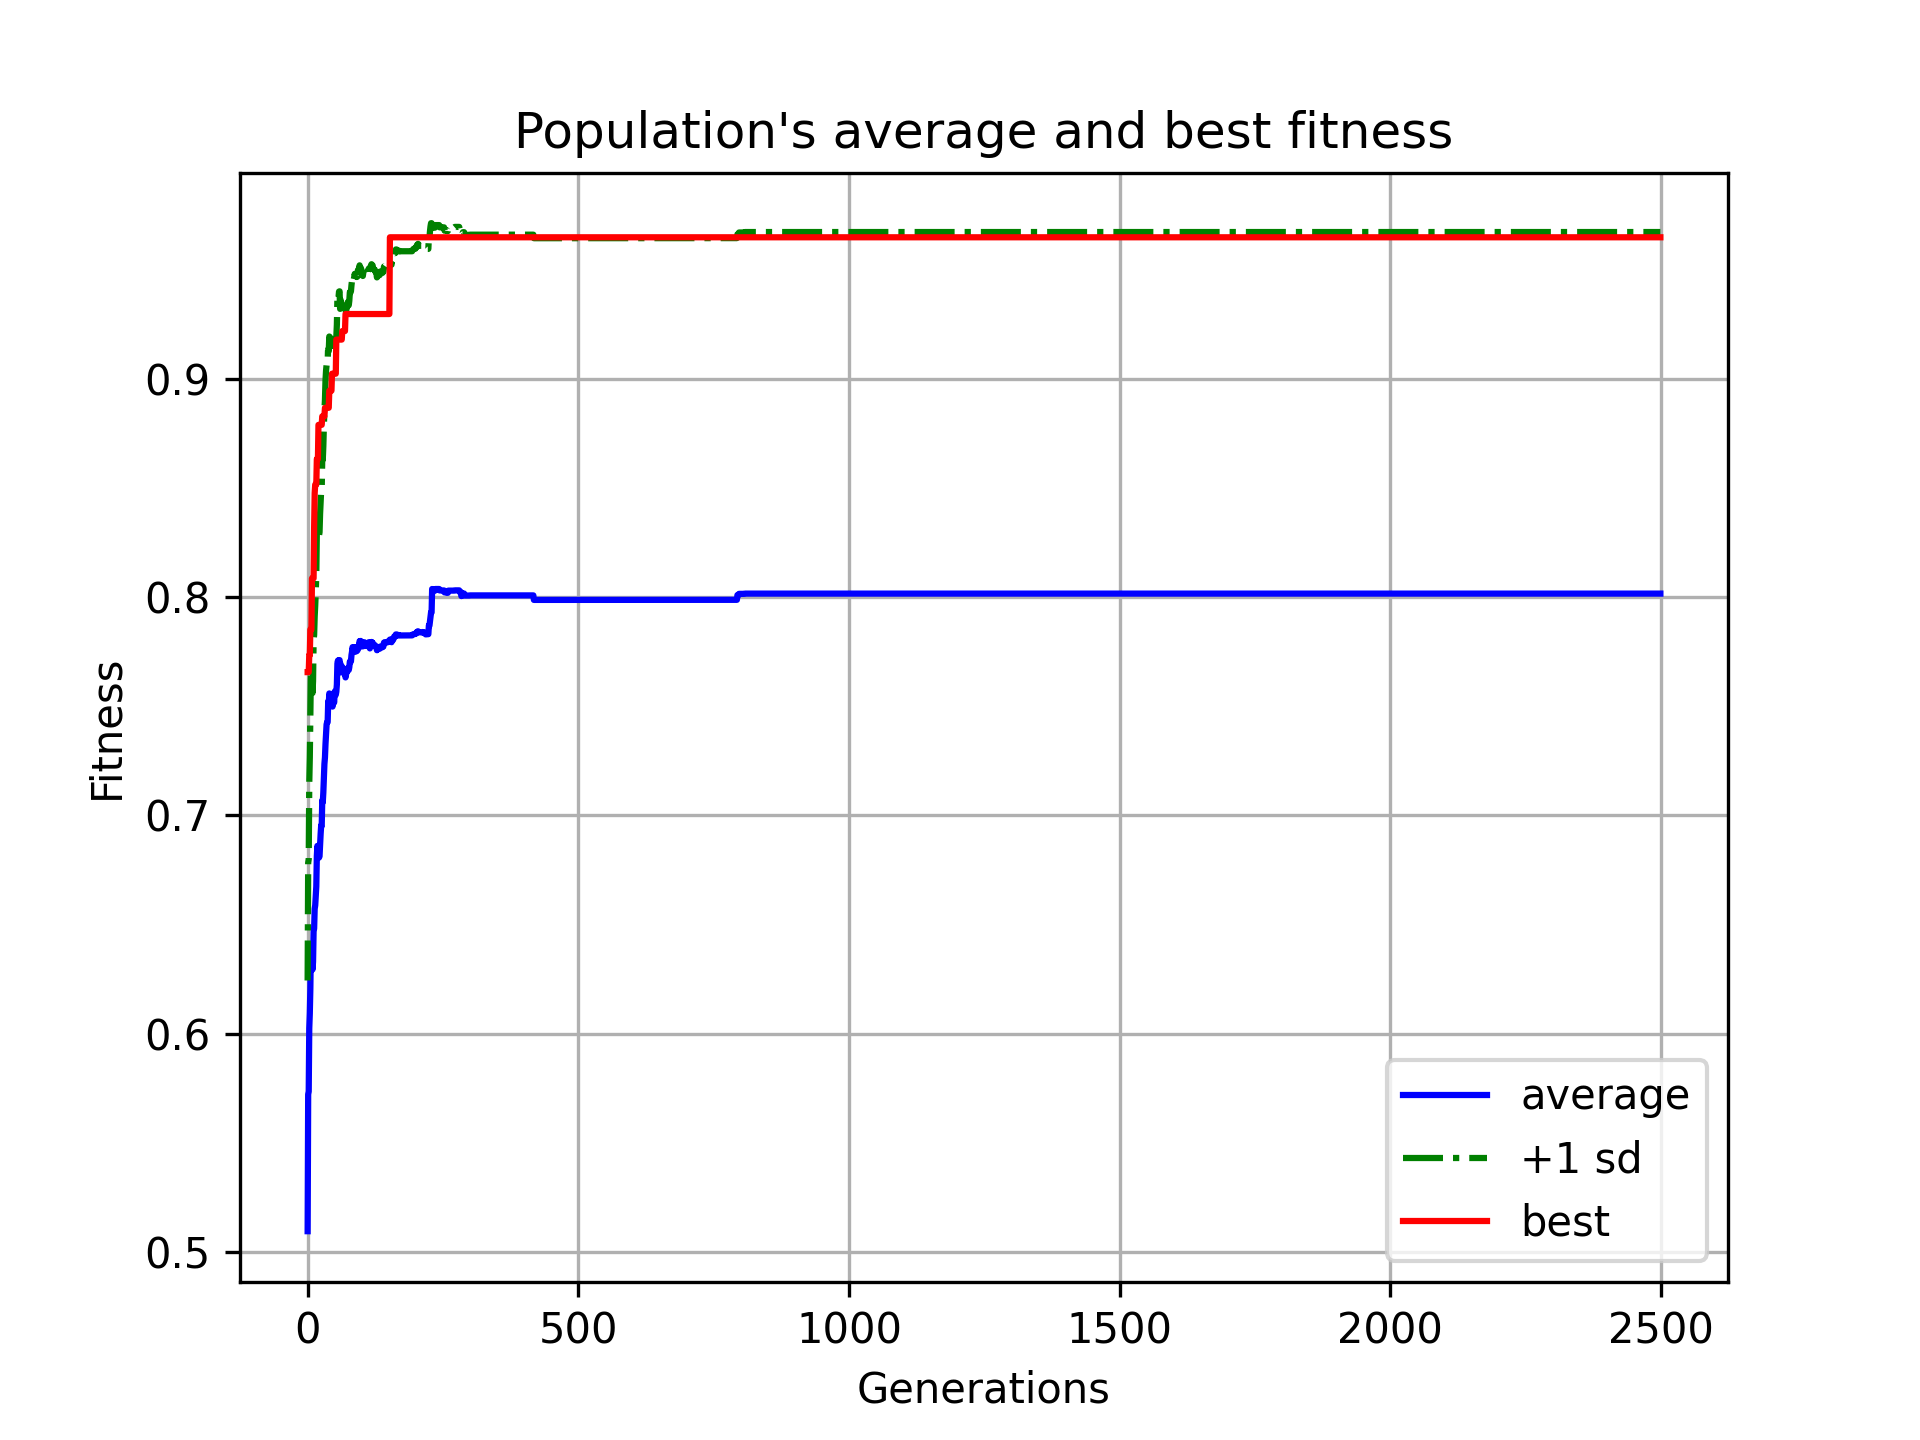 Population's average and best fitness
Fitness
0.9
0.8
0.7
0.6
0.5
0
500
1000
1500
2000
2500
Generations
average
+1 sd
best